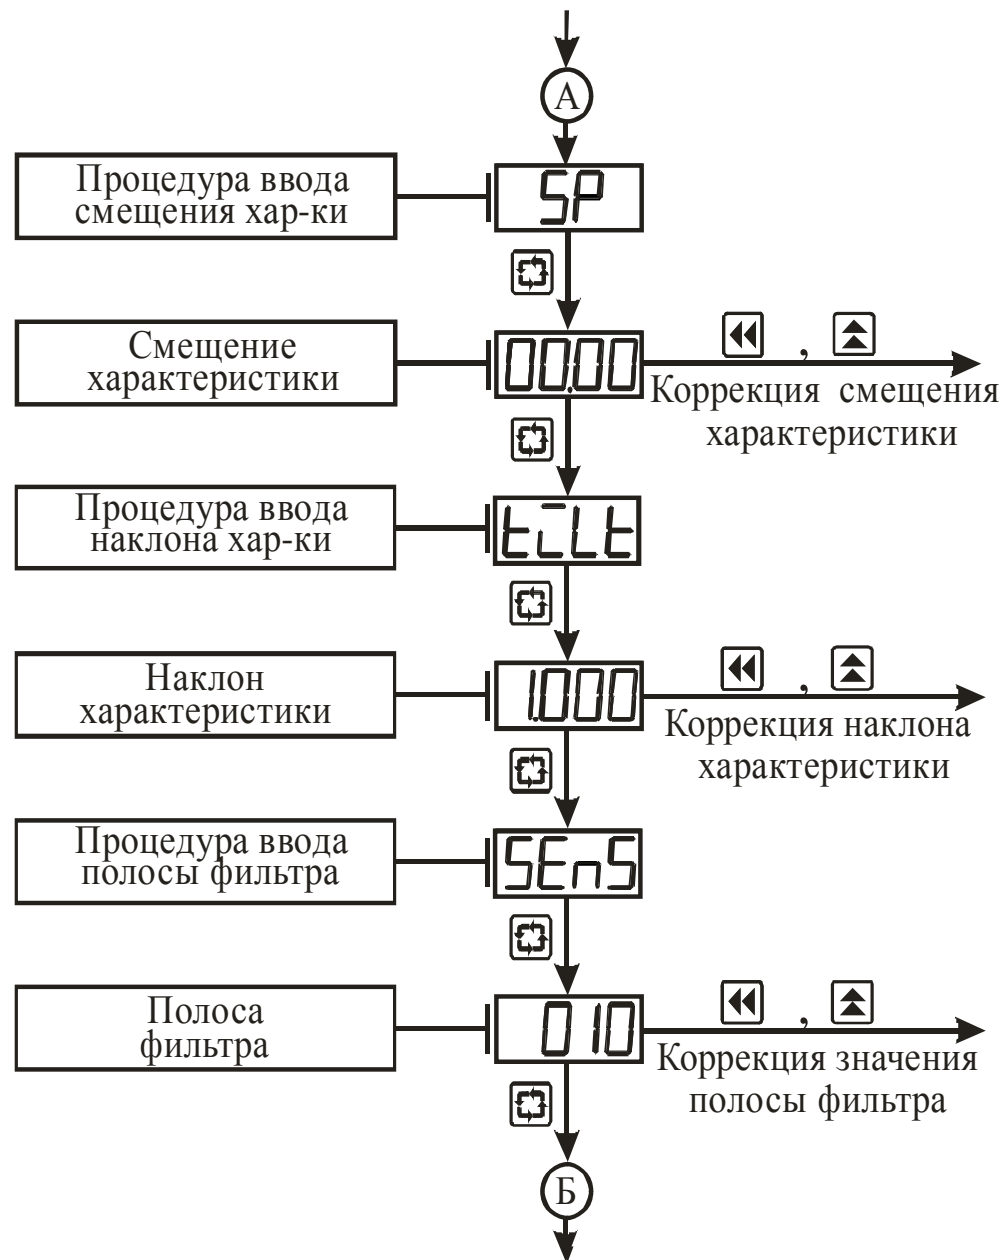 А
Процедура ввода
смещения хар-ки
SP
Смещение
характеристики
00.00
,
Коррекция смещения
характеристики
Процедура ввода
наклона хар-ки
tiLt
Наклон
характеристики
1.000
,
Коррекция наклона
характеристики
Процедура ввода
полосы фильтра
SEnS
Полоса
фильтра
010
,
Коррекция значения
полосы фильтра
Б